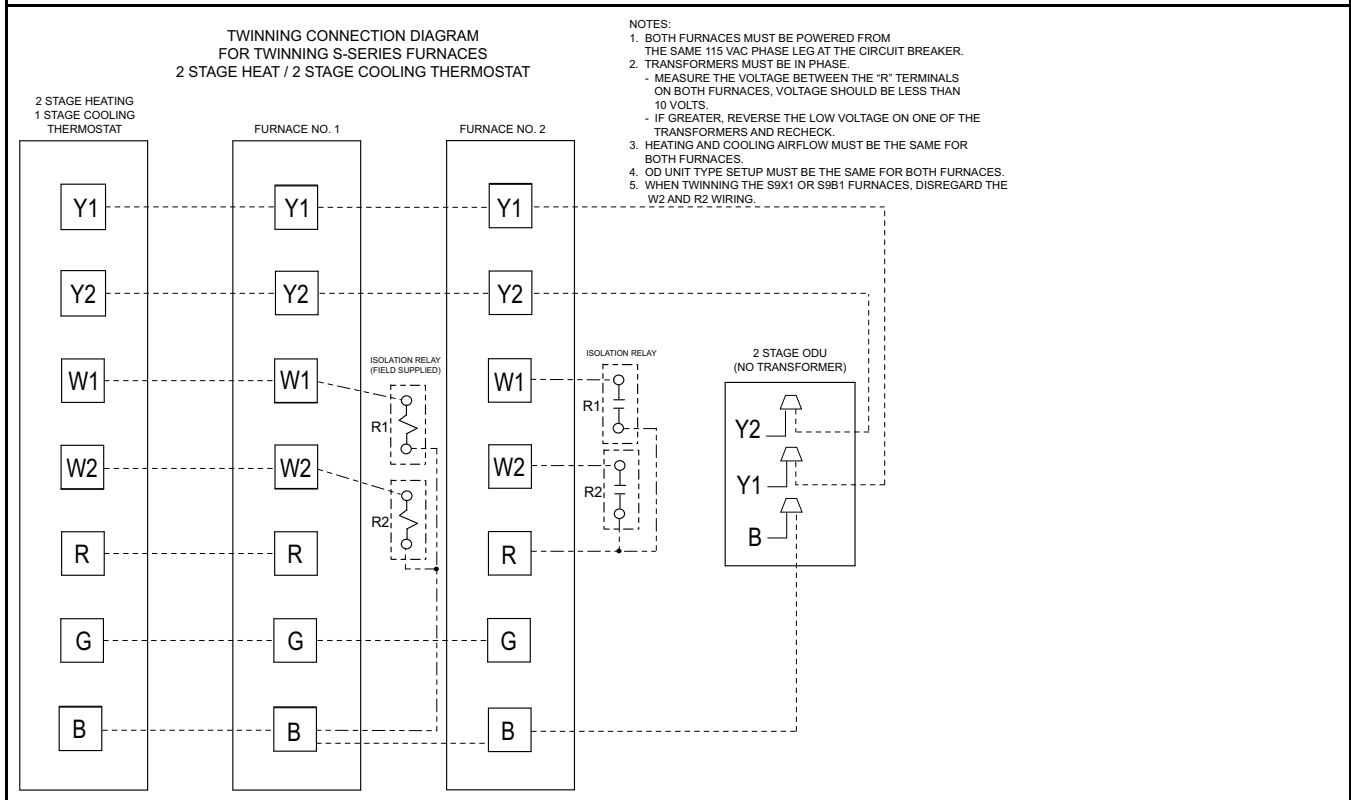 TWINNING CONNECTION DIAGRAM
FOR TWINNING S-SERIES FURNACES
2 STAGE HEAT / 2 STAGE COOLING THERMOSTAT
NOTES:
1. BOTH FURNACES MUST BE POWERED FROM
THE SAME 115 VAC PHASE LEG AT THE CIRCUIT BREAKER.
2. TRANSFORMERS MUST BE IN PHASE.
- MEASURE THE VOLTAGE BETWEEN THE “R” TERMINALS
ON BOTH FURNACES, VOLTAGE SHOULD BE LESS THAN
10 VOLTS.
- IF GREATER, REVERSE THE LOW VOLTAGE ON ONE OF THE
TRANSFORMERS AND RECHECK.
3. HEATING AND COOLING AIRFLOW MUST BE THE SAME FOR
BOTH FURNACES.
4. OD UNIT TYPE SETUP MUST BE THE SAME FOR BOTH FURNACES.
5. WHEN TWINNING THE S9X1 OR S9B1 FURNACES, DISREGARD THE
W2 AND R2 WIRING.
2 STAGE HEATING
1 STAGE COOLING
THERMOSTAT
FURNACE NO. 1
FURNACE NO. 2
Y1
Y1
Y1
Y2
Y2
Y2
ISOLATION RELAY
(FIELD SUPPLIED)
ISOLATION RELAY
2 STAGE ODU
(NO TRANSFORMER)
W1
W1
R1
W1
R1
Y2
W2
W2
R2
W2
R2
Y1
B
R
R
R
G
G
G
B
B
B